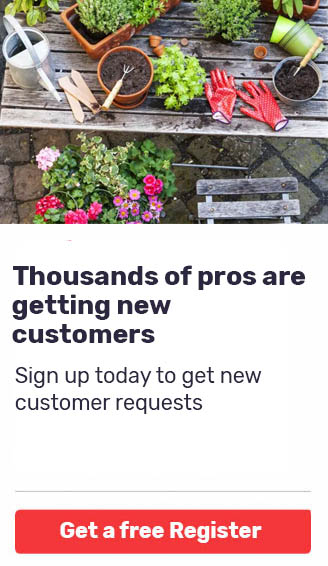 Thousands of pros are
getting new
customers
Sign up today to get new
customer requests
Get a free Register